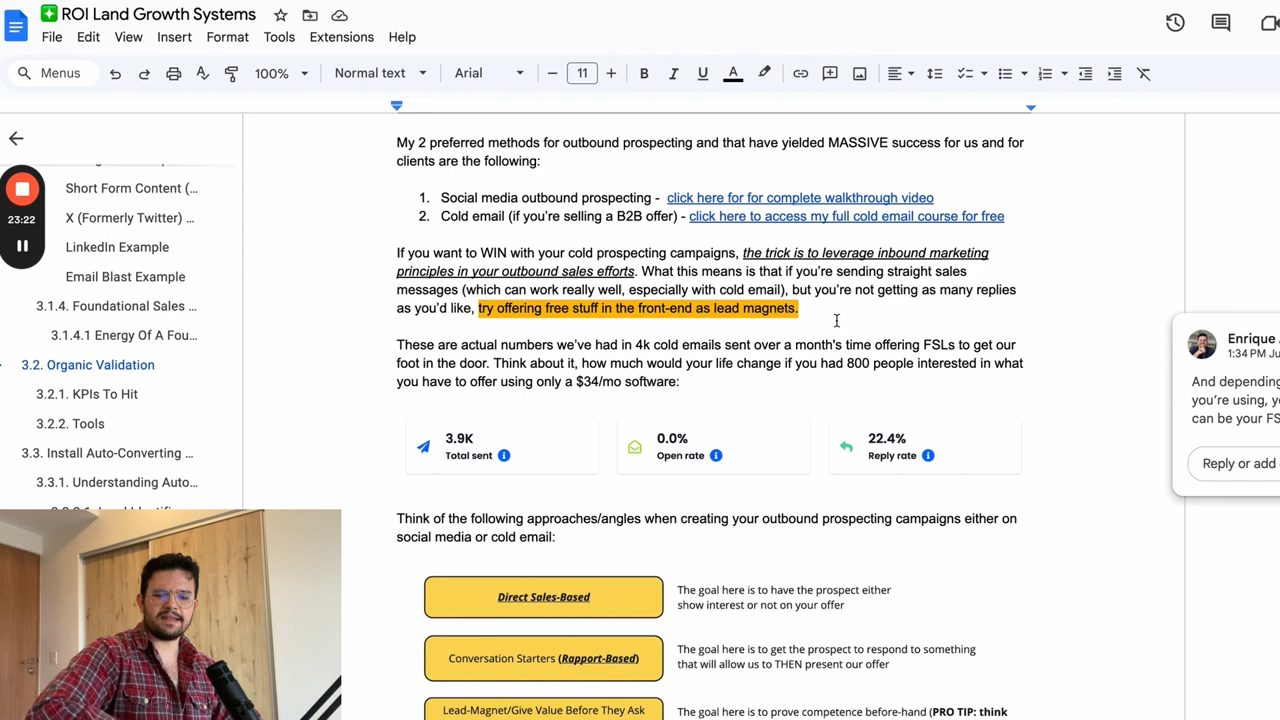 ROI Land Growth Systems
File Edit View Insert Format Tools Extensions Help
Menus 100% Normal text Arial 11 B I U A
23:22
Short Form Content (...
X (Formerly Twitter) ...
LinkedIn Example
Email Blast Example
3.1.4. Foundational Sales ...
3.1.4.1 Energy Of A Fou...
3.2. Organic Validation
3.2.1. KPIs To Hit
3.2.2. Tools
3.3. Install Auto-Converting ...
3.3.1. Understanding Auto...
My 2 preferred methods for outbound prospecting and that have yielded MASSIVE success for us and for
clients are the following:
1. Social media outbound prospecting - click here for for complete walkthrough video
2. Cold email (if you're selling a B2B offer) - click here to access my full cold email course for free
If you want to WIN with your cold prospecting campaigns, the trick is to leverage inbound marketing
principles in your outbound sales efforts. What this means is that if you're sending straight sales
messages (which can work really well, especially with cold email), but you're not getting as many replies
as you'd like, try offering free stuff in the front-end as lead magnets.
These are actual numbers we've had in 4k cold emails sent over a month's time offering FSLs to get our
foot in the door. Think about it, how much would your life change if you had 800 people interested in what
you have to offer using only a $34/mo software:
3.9K
Total sent
0.0%
Open rate
22.4%
Reply rate
Think of the following approaches/angles when creating your outbound prospecting campaigns either on
social media or cold email:
Direct Sales-Based
The goal here is to have the prospect either
show interest or not on your offer
Conversation Starters (Rapport-Based)
The goal here is to get the prospect to respond to something
that will allow us to THEN present our offer
Lead-Magnet/Give Value Before They Ask
The goal here is to prove competence before-hand (PRO TIP: think
Enrique
1:34 PM Ju
And depending
you're using, yo
can be your FS
Reply or add